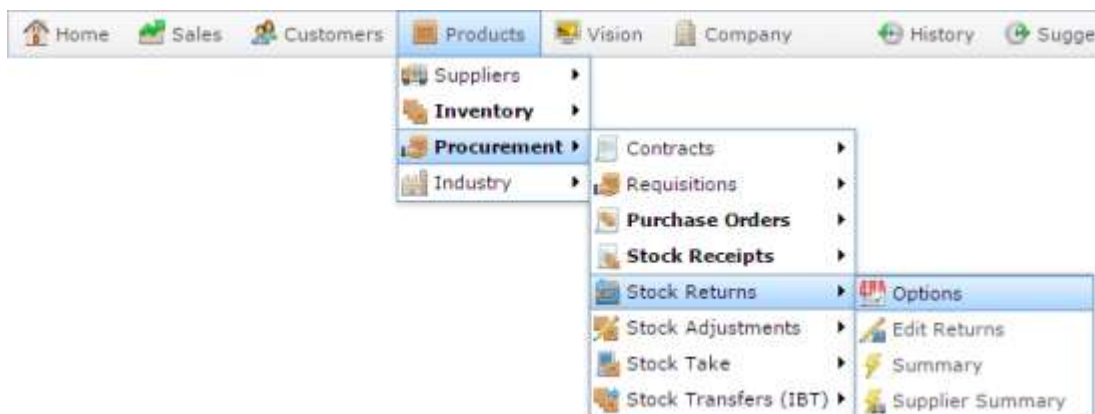 Home Sales Customers Products Vision Company History Sugge
Suppliers
Inventory
Procurement
Industry
Contracts
Requisitions
Purchase Orders
Stock Receipts
Stock Returns
Stock Adjustments
Stock Take
Stock Transfers (IBT)
Options
Edit Returns
Summary
Supplier Summary